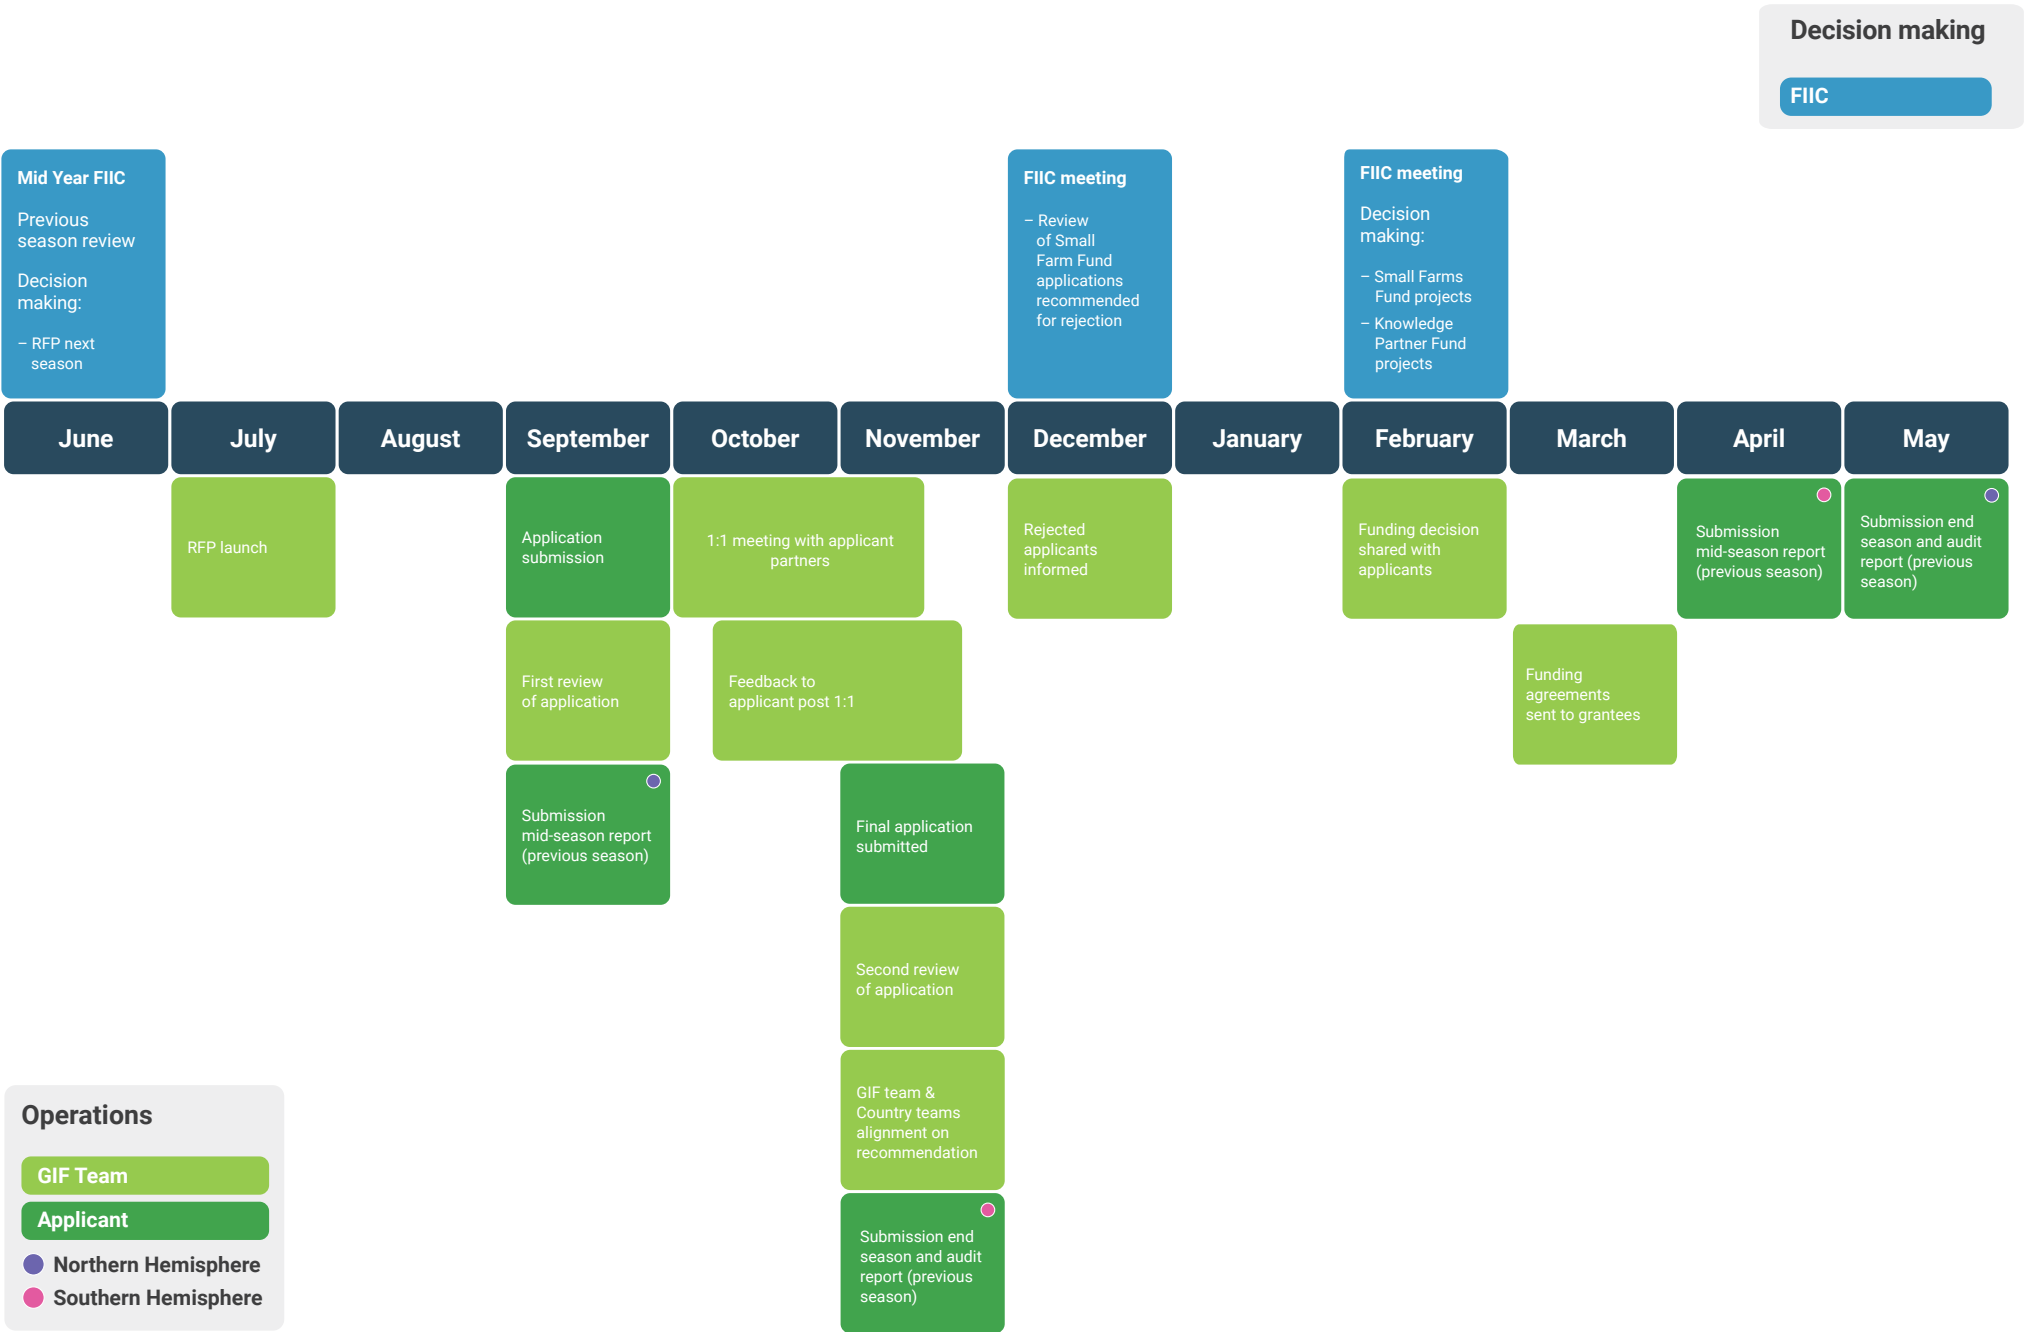 Decision making
FIIC
Mid Year FIIC
Previous
season review
Decision
making:
– RFP next
season
FIIC meeting
– Review
of Small
Farm Fund
applications
recommended
for rejection
FIIC meeting
Decision
making:
– Small Farms
Fund projects
– Knowledge
Partner Fund
projects
June
July
August
September
October
November
December
January
February
March
April
May
RFP launch
Application
submission
1:1 meeting with applicant
partners
Rejected
applicants
informed
Funding decision
shared with
applicants
Submission
mid-season report
(previous season)
Submission end
season and audit
report (previous
season)
First review
of application
Feedback to
applicant post 1:1
Funding
agreements
sent to grantees
Submission
mid-season report
(previous season)
Final application
submitted
Second review
of application
GIF team &
Country teams
alignment on
recommendation
Submission end
season and audit
report (previous
season)
Operations
GIF Team
Applicant
Northern Hemisphere
Southern Hemisphere